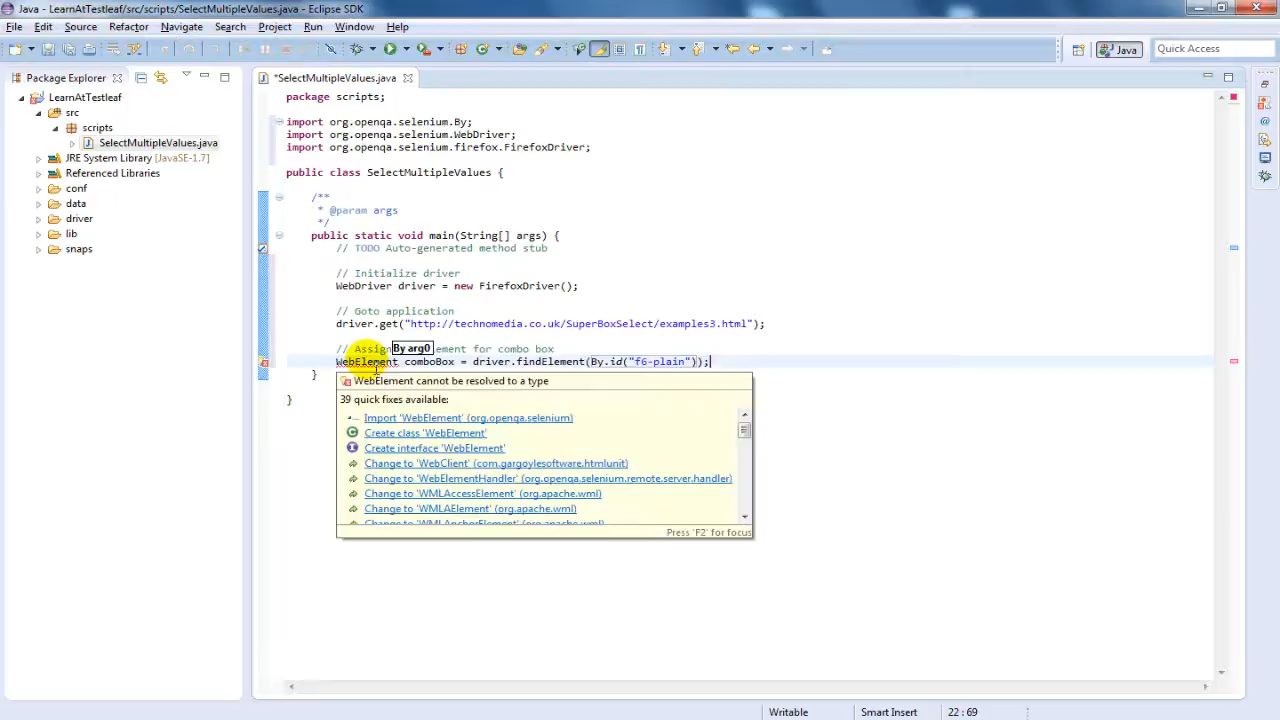 Java - LearnAtTestleaf/src/scripts/SelectMultipleValues.java - Eclipse SDK
File Edit Source Refactor Navigate Search Project Run Window Help
Java
Quick Access
Package Explorer
*SelectMultipleValues.java
LearnAtTestleaf
src
scripts
SelectMultipleValues.java
JRE System Library [JavaSE-1.7]
Referenced Libraries
conf
data
driver
lib
snaps
package scripts;
import org.openqa.selenium.By;
import org.openqa.selenium.WebDriver;
import org.openqa.selenium.firefox.FirefoxDriver;
public class SelectMultipleValues {
/**
* @param args
*/
public static void main(String[] args) {
// TODO Auto-generated method stub
// Initialize driver
WebDriver driver = new FirefoxDriver();
// Goto application
driver.get("http://technomedia.co.uk/SuperBoxSelect/examples3.html");
// Assign By arg0 ement for combo box
WebElement comboBox = driver.findElement(By.id("f6-plain"));
}
}
WebElement cannot be resolved to a type
39 quick fixes available:
Import 'WebElement' (org.openqa.selenium)
Create class 'WebElement'
Create interface 'WebElement'
Change to 'WebClient' (com.gargoylesoftware.htmlunit)
Change to 'WebElementHandler' (org.openqa.selenium.remote.server.handler)
Change to 'WMLAccessElement' (org.apache.wml)
Change to 'WMLAElement' (org.apache.wml)
Change to 'WMLAnchorElement' (org.apache.wml)
Press 'F2' for focus
Writable
Smart Insert
22 : 69